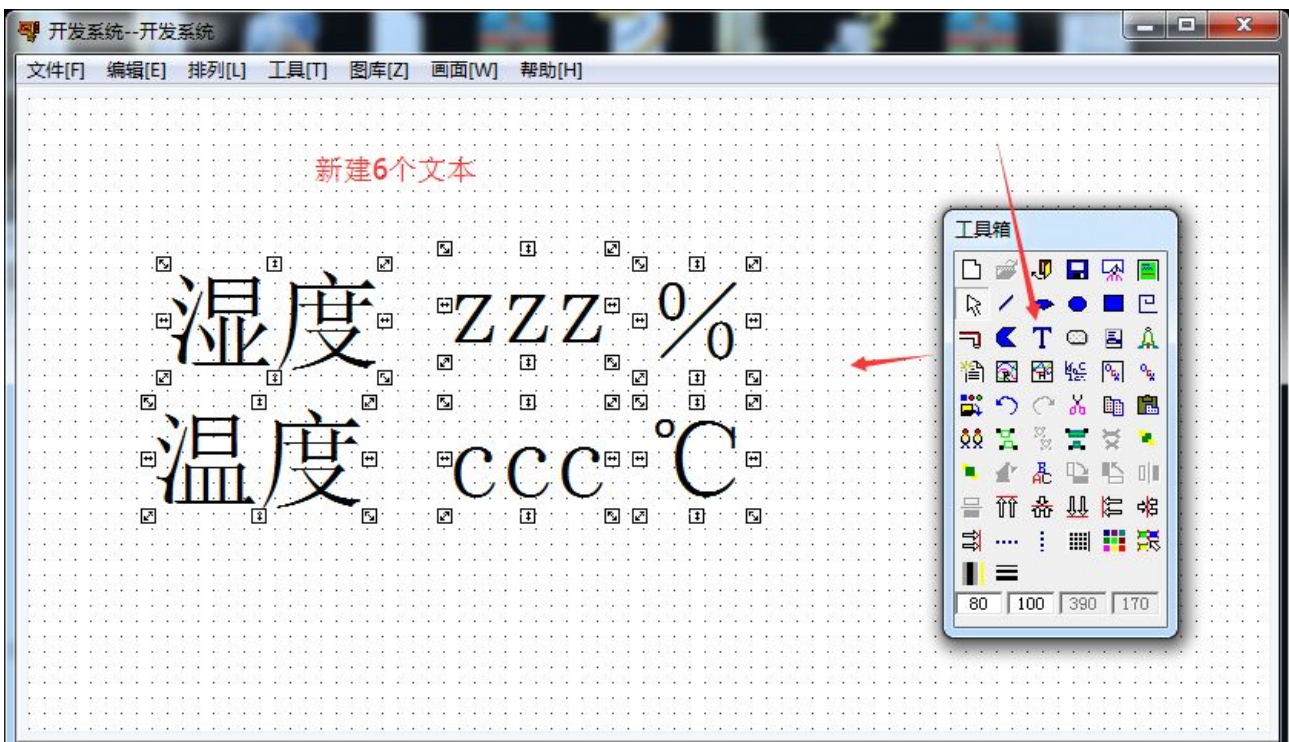 开发系统--开发系统
文件[F] 编辑[E] 排列[L] 工具[T] 图库[Z] 画面[W] 帮助[H]
新建6个文本
工具箱
湿度 zzz %
温度 ccc ℃
80 100 390 170